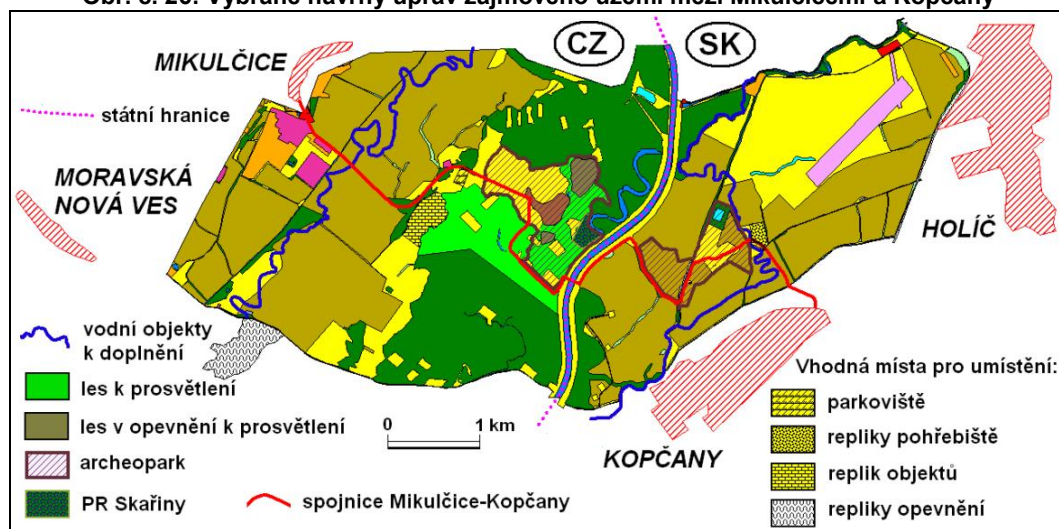 Obr. č. 20: Vybrané návrhy úprav zájmového území mezi Mikulčicemi a Kopčany
CZ
SK
MIKULČICE
státní hranice
MORAVSKÁ
NOVÁ VES
HOLÍČ
vodní objekty
k doplnění
les k prosvětlení
les v opevnění k prosvětlení
archeopark
PR Skařiny
0 1 km
spojnice Mikulčice-Kopčany
KOPČANY
Vhodná místa pro umístění:
parkoviště
repliky pohřebiště
replik objektů
repliky opevnění